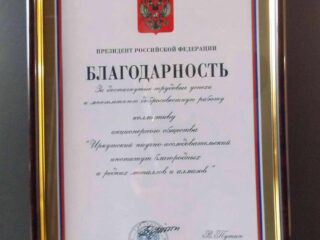 ПРЕЗИДЕНТ РОССИЙСКОЙ ФЕДЕРАЦИИ
БЛАГОДАРНОСТЬ
За достигнутые трудовые успехи
и многолетнюю добросовестную работу
коллективу
акционерного общества
"Иркутский научно-исследовательский
институт благородных
и редких металлов и алмазов"
В.Путин